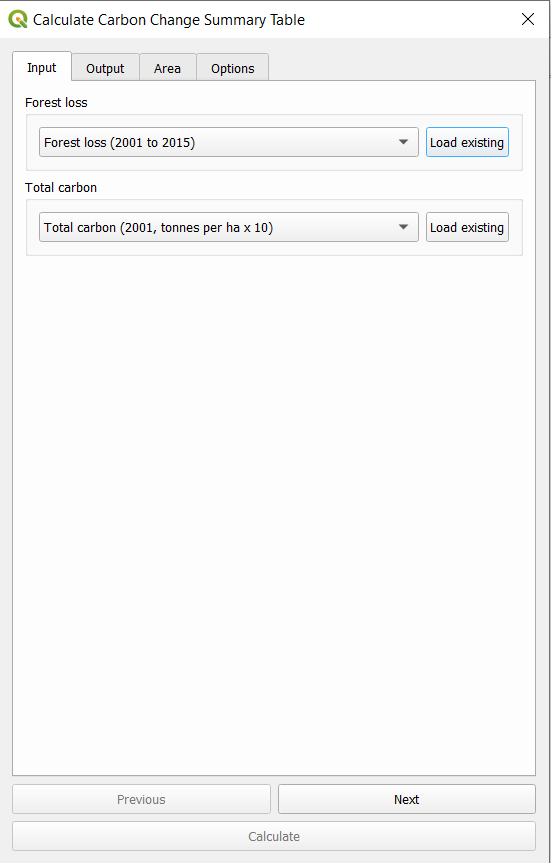 Calculate Carbon Change Summary Table
Input Output Area Options
Forest loss
Forest loss (2001 to 2015) Load existing
Total carbon
Total carbon (2001, tonnes per ha x 10) Load existing
Previous Next
Calculate